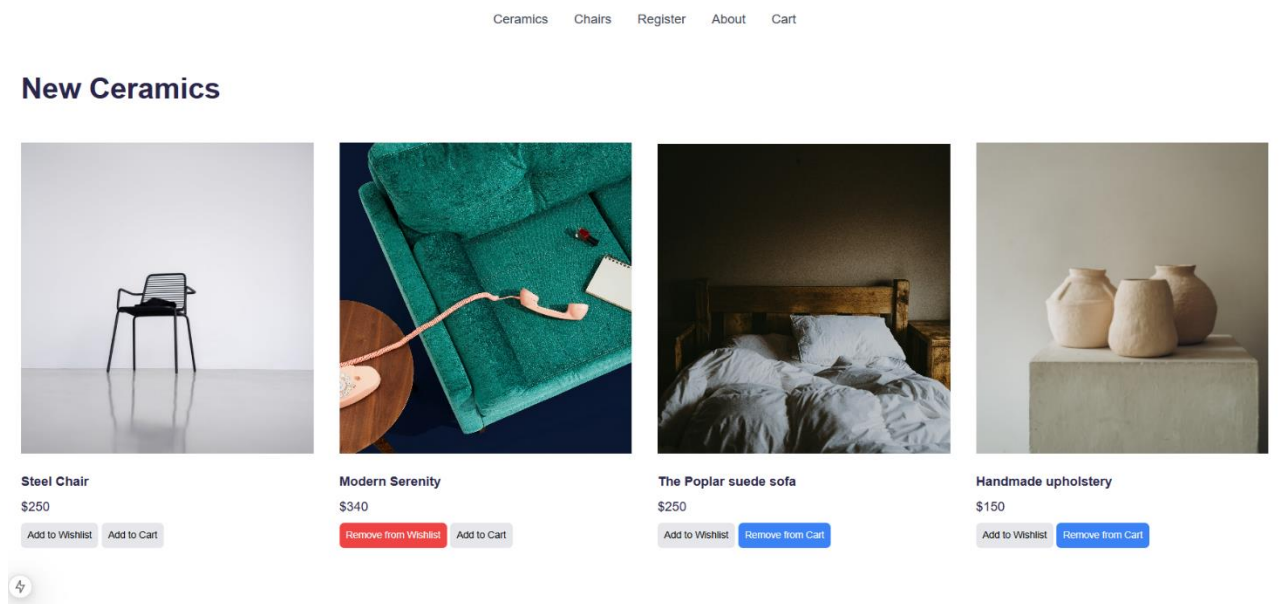 Ceramics Chairs Register About Cart
New Ceramics
Steel Chair
$250
Add to Wishlist Add to Cart
Modern Serenity
$340
Remove from Wishlist Add to Cart
The Poplar suede sofa
$250
Add to Wishlist Remove from Cart
Handmade upholstery
$150
Add to Wishlist Remove from Cart